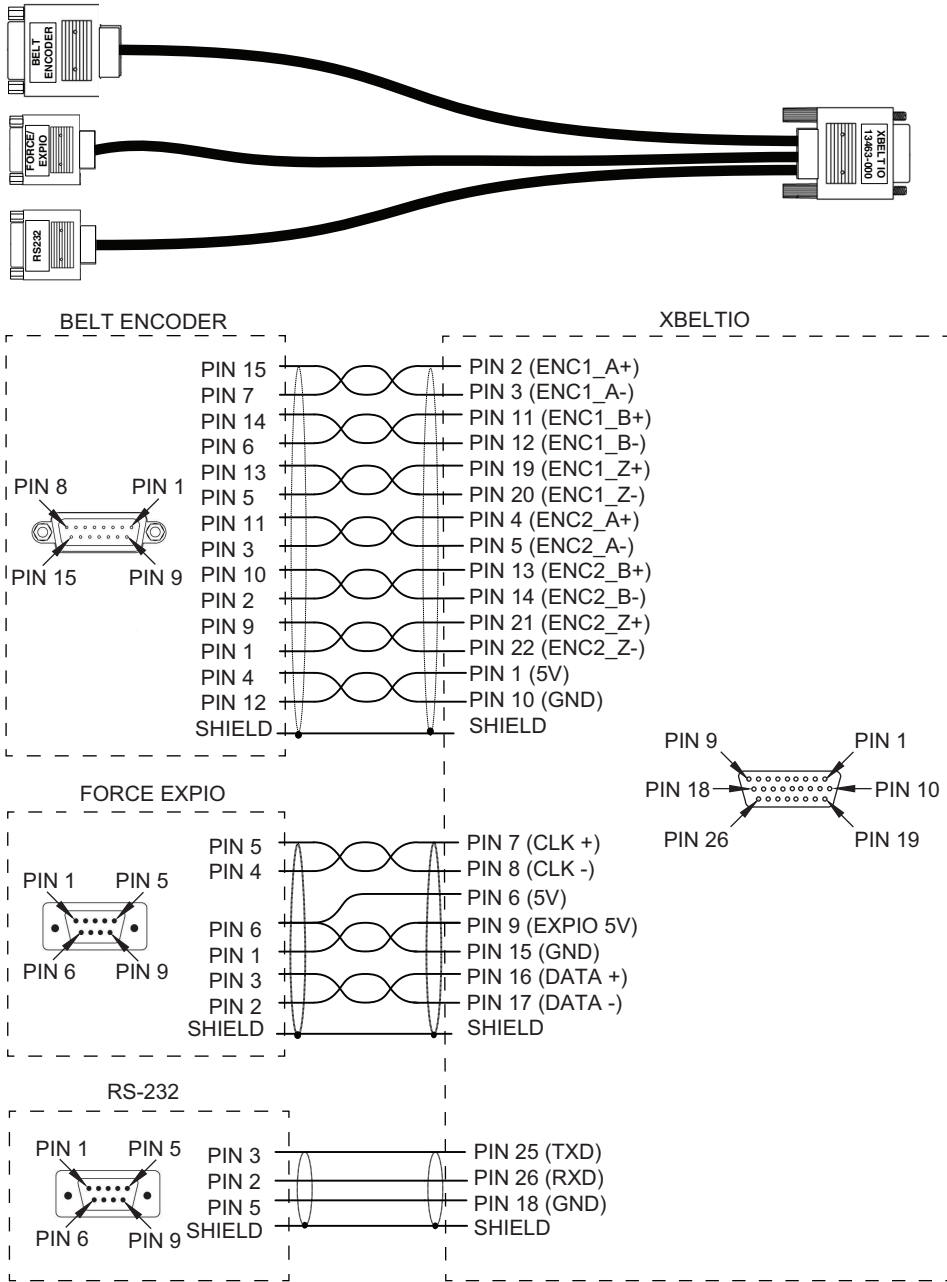 BELT
ENCODER
FORCE/
EXPIO
RS232
XBELTIO
13463-000
BELT ENCODER
XBELTIO
PIN 15
PIN 2 (ENC1_A+)
PIN 7
PIN 3 (ENC1_A-)
PIN 14
PIN 11 (ENC1_B+)
PIN 6
PIN 12 (ENC1_B-)
PIN 13
PIN 19 (ENC1_Z+)
PIN 5
PIN 20 (ENC1_Z-)
PIN 11
PIN 4 (ENC2_A+)
PIN 3
PIN 5 (ENC2_A-)
PIN 10
PIN 13 (ENC2_B+)
PIN 2
PIN 14 (ENC2_B-)
PIN 9
PIN 21 (ENC2_Z+)
PIN 1
PIN 22 (ENC2_Z-)
PIN 4
PIN 1 (5V)
PIN 12
PIN 10 (GND)
SHIELD
SHIELD
PIN 8
PIN 1
PIN 15
PIN 9
PIN 9
PIN 1
PIN 18
PIN 10
PIN 26
PIN 19
FORCE EXPIO
PIN 5
PIN 7 (CLK +)
PIN 4
PIN 8 (CLK -)
PIN 6 (5V)
PIN 6
PIN 9 (EXPIO 5V)
PIN 1
PIN 15 (GND)
PIN 3
PIN 16 (DATA +)
PIN 2
PIN 17 (DATA -)
SHIELD
SHIELD
PIN 1
PIN 5
PIN 6
PIN 9
RS-232
PIN 3
PIN 25 (TXD)
PIN 2
PIN 26 (RXD)
PIN 5
PIN 18 (GND)
SHIELD
SHIELD
PIN 1
PIN 5
PIN 6
PIN 9